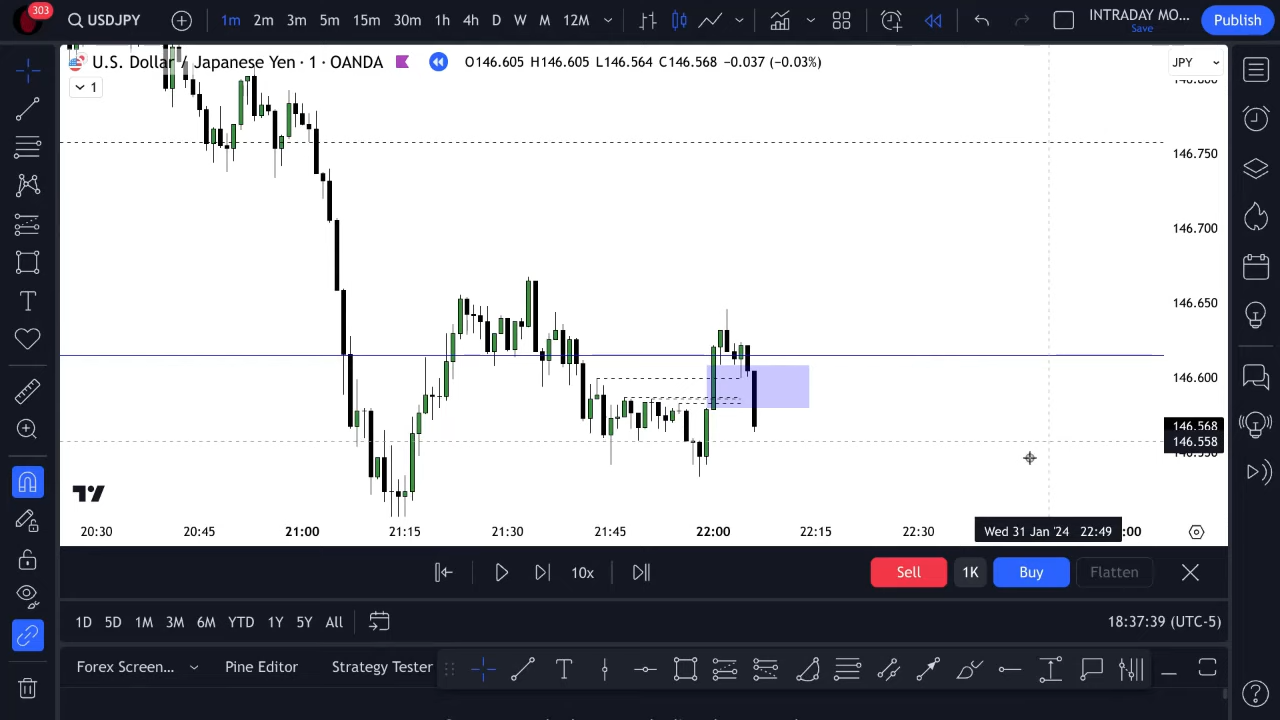 303
USDJPY
1m 2m 3m 5m 15m 30m 1h 4h D W M 12M
INTRADAY MO...
Save
Publish
U.S. Dollar / Japanese Yen · 1 · OANDA
O146.605 H146.605 L146.564 C146.568 −0.037 (−0.03%)
JPY
1
146.750
146.700
146.650
146.600
146.568
146.558
20:30 20:45 21:00 21:15 21:30 21:45 22:00 22:15 22:30 Wed 31 Jan '24 22:49 :00
10x
Sell 1K Buy Flatten
1D 5D 1M 3M 6M YTD 1Y 5Y All
18:37:39 (UTC-5)
Forex Screen... Pine Editor Strategy Tester